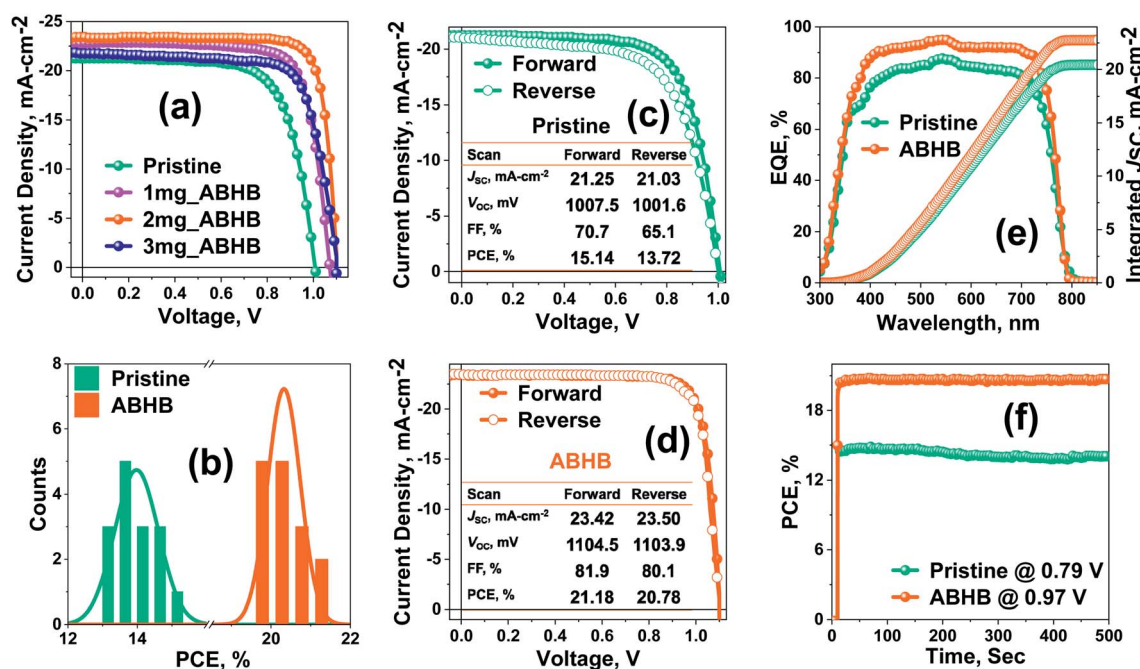 (a)
Current Density, mA-cm-2
-25
-20
-15
-10
-5
0
Pristine
1mg_ABHB
2mg_ABHB
3mg_ABHB
0.0 0.2 0.4 0.6 0.8 1.0
Voltage, V
(c)
Current Density, mA-cm-2
-20
-15
-10
-5
0
Forward
Reverse
Pristine
Scan Forward Reverse
JSC, mA-cm-2 21.25 21.03
VOC, mV 1007.5 1001.6
FF, % 70.7 65.1
PCE, % 15.14 13.72
0.0 0.2 0.4 0.6 0.8 1.0
Voltage, V
(e)
EQE, %
100
80
60
40
20
0
Pristine
ABHB
Integrated JSC, mA-cm-2
20
15
10
5
0
300 400 500 600 700 800
Wavelength, nm
(b)
Counts
8
6
4
2
0
Pristine
ABHB
12 14 20 22
PCE, %
(d)
Current Density, mA-cm-2
-20
-15
-10
-5
0
Forward
Reverse
ABHB
Scan Forward Reverse
JSC, mA-cm-2 23.42 23.50
VOC, mV 1104.5 1103.9
FF, % 81.9 80.1
PCE, % 21.18 20.78
0.0 0.2 0.4 0.6 0.8 1.0
Voltage, V
(f)
PCE, %
18
12
6
0
Pristine @ 0.79 V
ABHB @ 0.97 V
0 100 200 300 400 500
Time, Sec